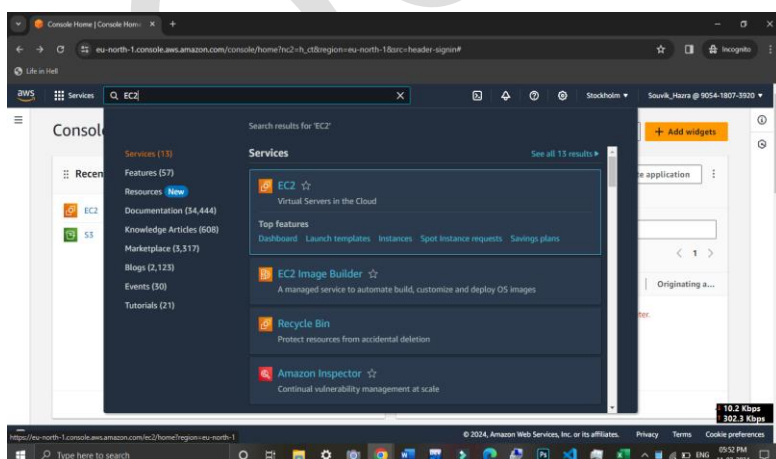 Console Home | Console Hom
eu-north-1.console.aws.amazon.com/console/home?nc2=h_ct&region=eu-north-1&src=header-signin#
Incognito
Life in Hell
aws
Services
EC2
Stockholm
Souvik_Hazra @ 9054-1807-3920
Consol
Search results for 'EC2'
+ Add widgets
Services (13)
Services
See all 13 results
Recen
Features (57)
e application
Resources New
EC2
EC2
Virtual Servers in the Cloud
Documentation (34,444)
S3
Knowledge Articles (608)
Top features
Dashboard Launch templates Instances Spot Instance requests Savings plans
Marketplace (3,317)
< 1 >
Blogs (2,123)
EC2 Image Builder
A managed service to automate build, customize and deploy OS images
Originating a...
Events (30)
Tutorials (21)
Recycle Bin
Protect resources from accidental deletion
ter.
Amazon Inspector
Continual vulnerability management at scale
10.2 Kbps
302.3 Kbps
https://eu-north-1.console.aws.amazon.com/ec2/home?region=eu-north-1
© 2024, Amazon Web Services, Inc. or its affiliates.
Privacy Terms Cookie preferences
Type here to search
ENG
05:52 PM